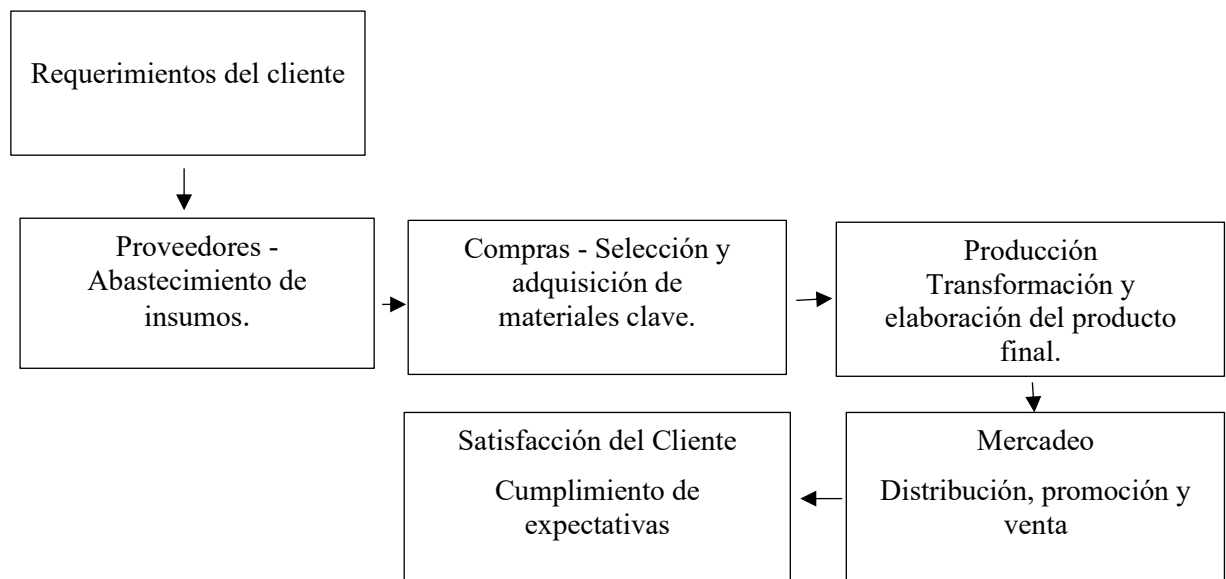 Requerimientos del cliente
Proveedores -
Abastecimiento de
insumos.
Compras - Selección y
adquisición de
materiales clave.
Producción
Transformación y
elaboración del producto
final.
Mercadeo
Distribución, promoción y
venta
Satisfacción del Cliente
Cumplimiento de
expectativas